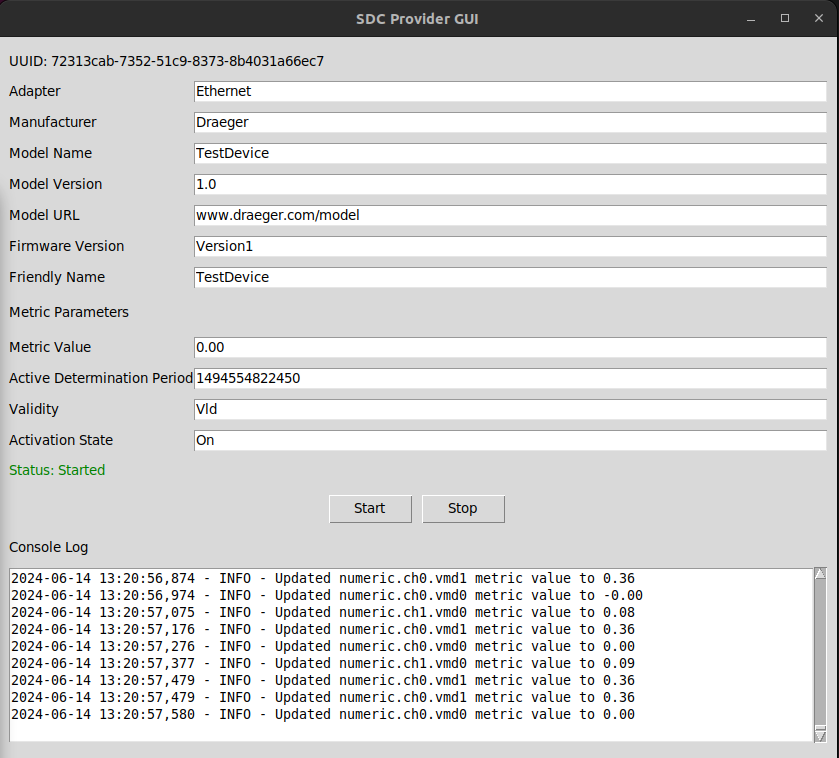 SDC Provider GUI
UUID: 72313cab-7352-51c9-8373-8b4031a66ec7
Adapter Ethernet
Manufacturer Draeger
Model Name TestDevice
Model Version 1.0
Model URL www.draeger.com/model
Firmware Version Version1
Friendly Name TestDevice
Metric Parameters
Metric Value 0.00
Active Determination Period 1494554822450
Validity Vld
Activation State On
Status: Started
Start Stop
Console Log
2024-06-14 13:20:56,874 - INFO - Updated numeric.ch0.vmd1 metric value to 0.36
2024-06-14 13:20:56,974 - INFO - Updated numeric.ch0.vmd0 metric value to -0.00
2024-06-14 13:20:57,075 - INFO - Updated numeric.ch1.vmd0 metric value to 0.08
2024-06-14 13:20:57,176 - INFO - Updated numeric.ch0.vmd1 metric value to 0.36
2024-06-14 13:20:57,276 - INFO - Updated numeric.ch0.vmd0 metric value to 0.00
2024-06-14 13:20:57,377 - INFO - Updated numeric.ch1.vmd0 metric value to 0.09
2024-06-14 13:20:57,479 - INFO - Updated numeric.ch0.vmd1 metric value to 0.36
2024-06-14 13:20:57,479 - INFO - Updated numeric.ch0.vmd1 metric value to 0.36
2024-06-14 13:20:57,580 - INFO - Updated numeric.ch0.vmd0 metric value to 0.00